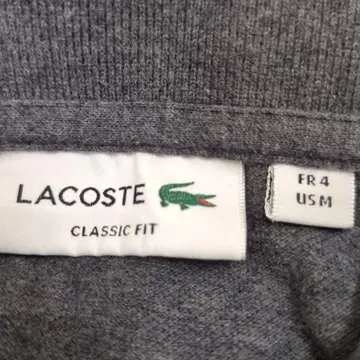 LACOSTE
CLASSIC FIT
FR 4
US M